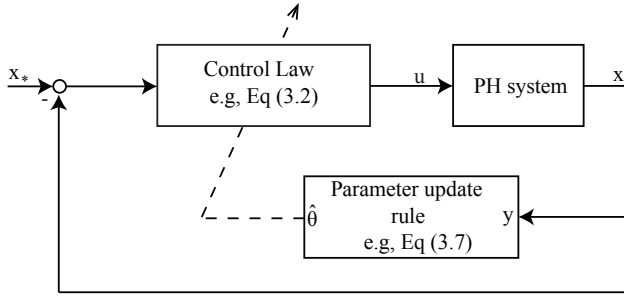 x*
-
Control Law
e.g, Eq (3.2)
u
PH system
x
Parameter update
rule
e.g, Eq (3.7)
θ̂
y